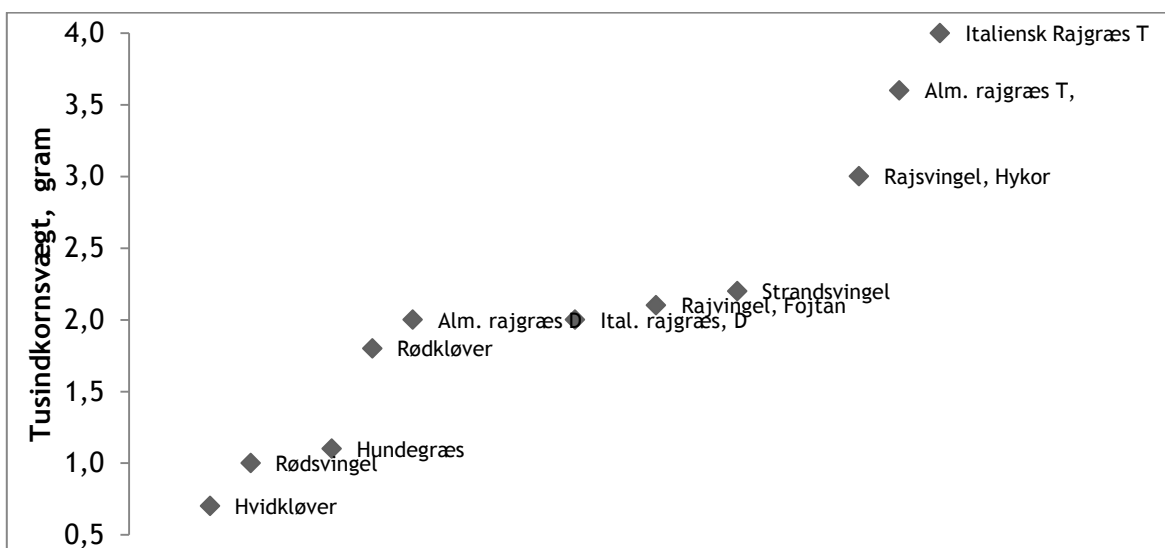 4,0
Italiensk Rajgræs T
3,5
Alm. rajgræs T,
3,0
Rajsvingel, Hykor
2,5
Strandsvingel
Rajvingel, Fojtan
2,0
Alm. rajgræs D
Ital. rajgræs, D
Rødkløver
1,5
Hundegræs
1,0
Rødsvingel
Hvidkløver
0,5
Tusindkornsvægt, gram